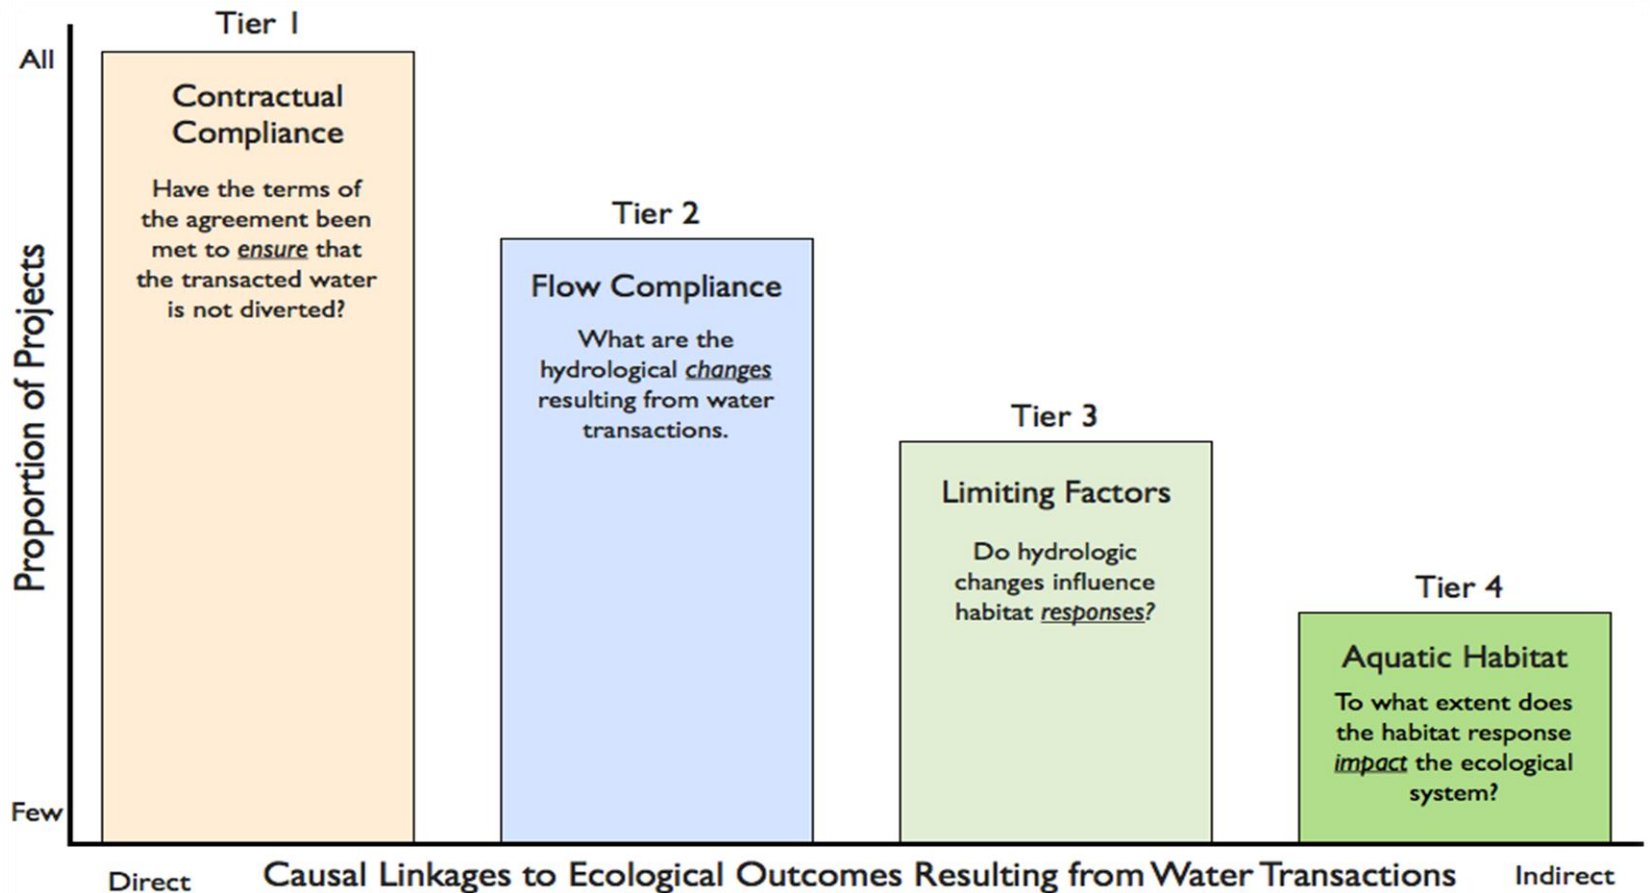 Tier 1
All
Contractual
Compliance
Have the terms of
the agreement been
met to ensure that
the transacted water
is not diverted?
Tier 2
Flow Compliance
What are the
hydrological changes
resulting from water
transactions.
Tier 3
Limiting Factors
Do hydrologic
changes influence
habitat responses?
Tier 4
Aquatic Habitat
To what extent does
the habitat response
impact the ecological
system?
Proportion of Projects
Few
Direct
Causal Linkages to Ecological Outcomes Resulting from Water Transactions
Indirect